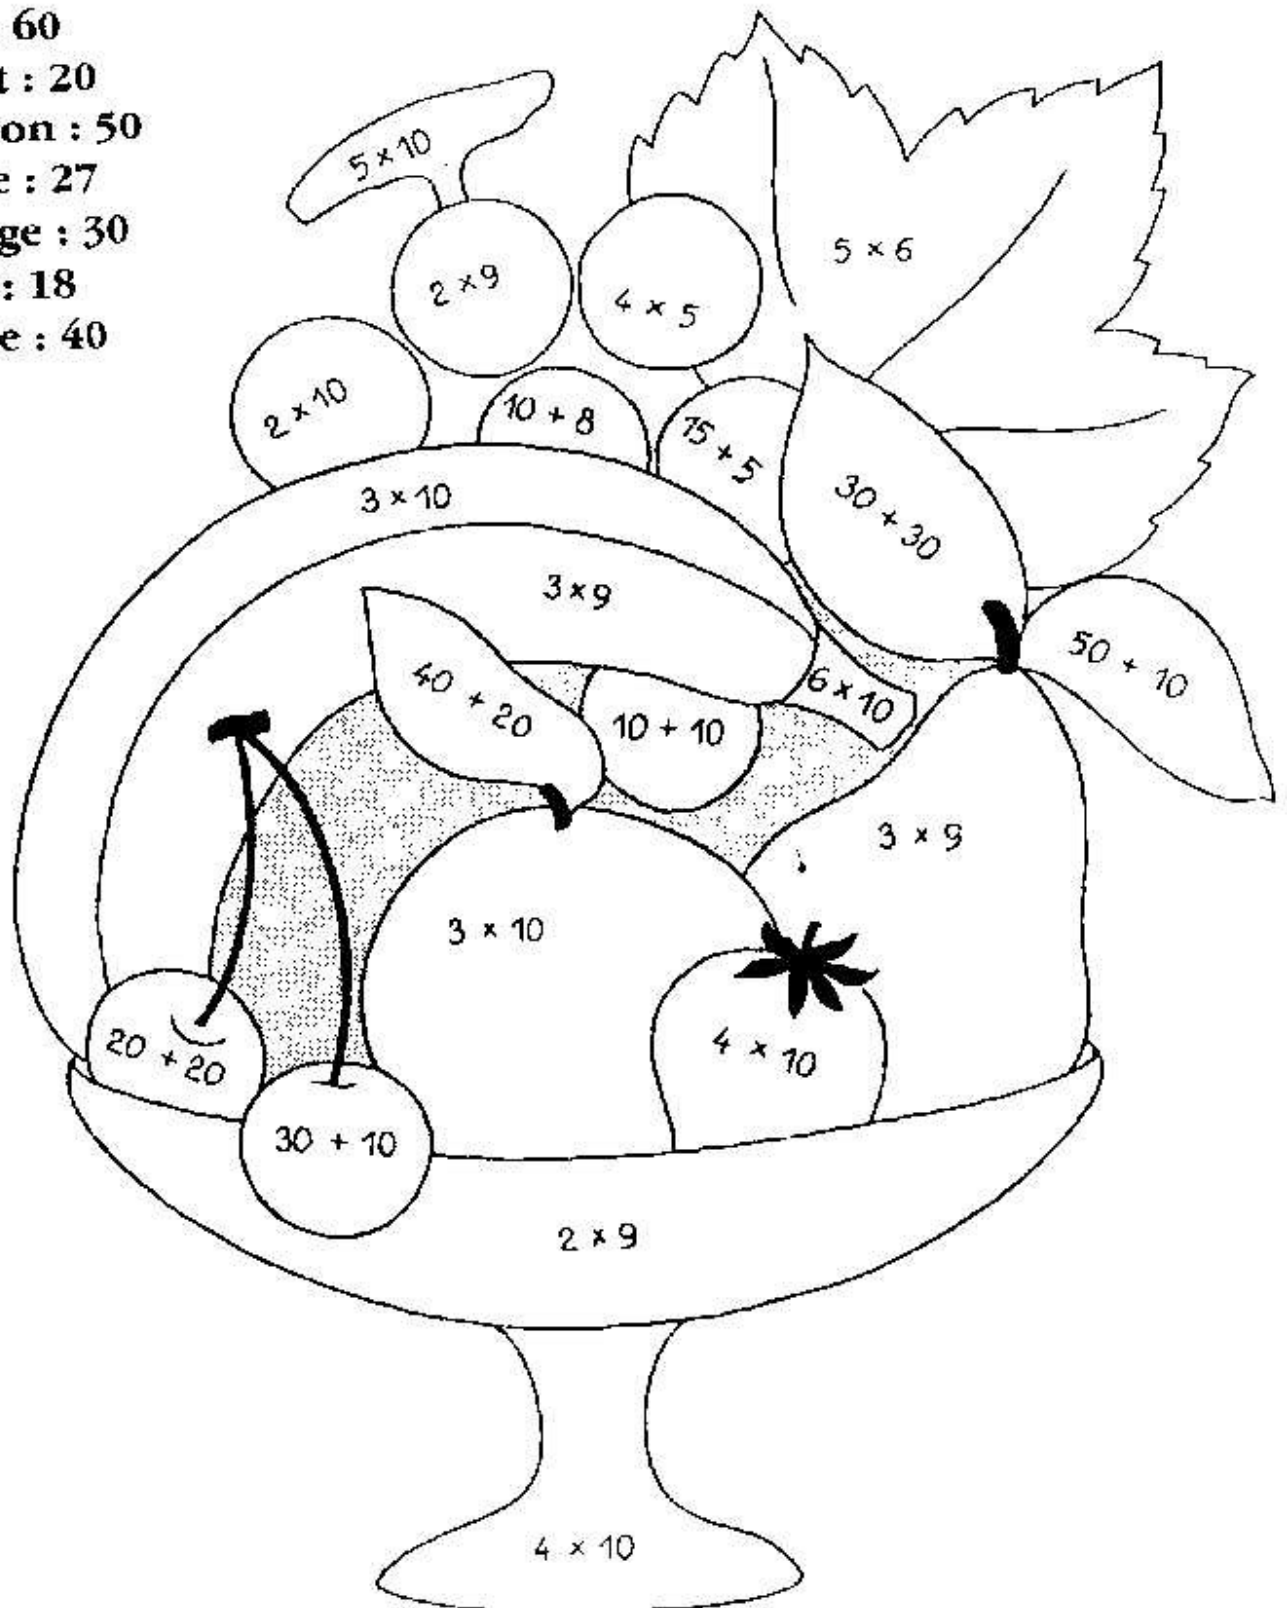 : 60
t : 20
on : 50
e : 27
ge : 30
: 18
e : 40
5 × 10
2 × 9
4 × 5
5 × 6
2 × 10
10 + 8
15 + 5
30 + 30
3 × 10
3 × 9
40 + 20
10 + 10
6 × 10
50 + 10
3 × 9
3 × 10
4 × 10
20 + 20
30 + 10
2 × 9
4 × 10